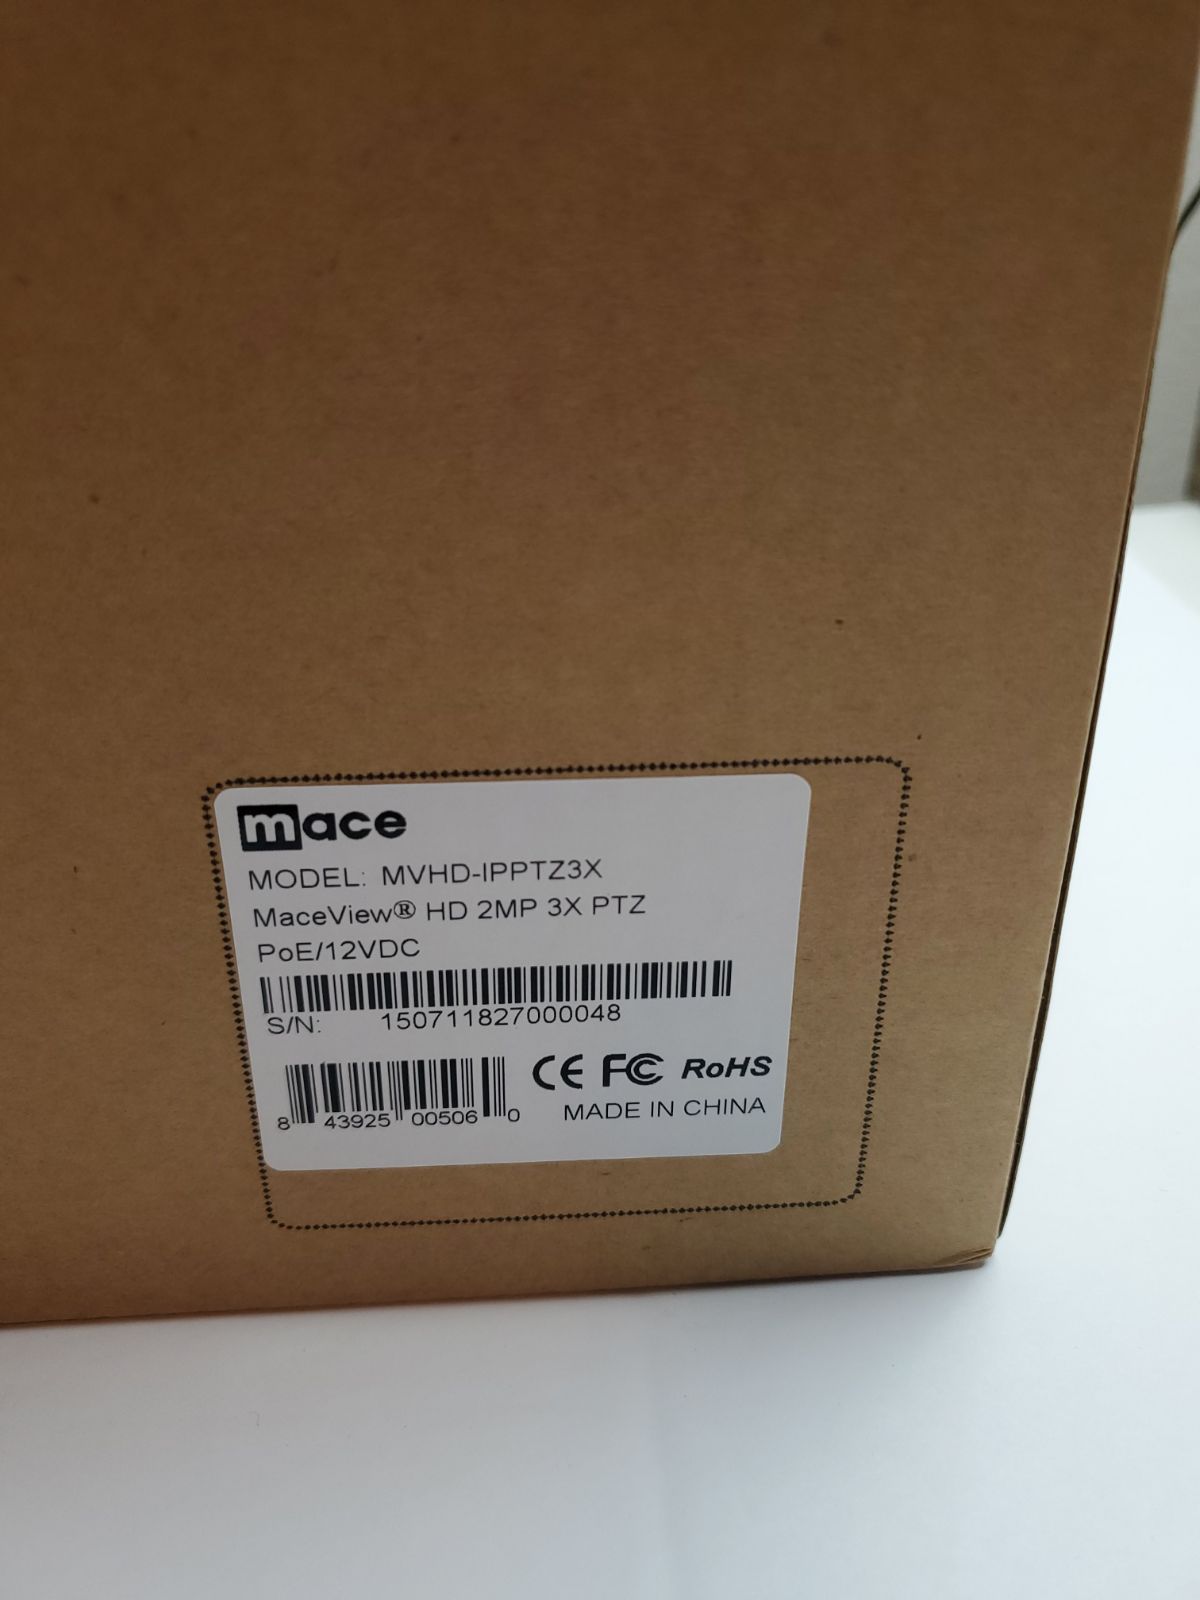 mace
MODEL: MVHD-IPPTZ3X
MaceView® HD 2MP 3X PTZ
PoE/12VDC
S/N: 150711827000048
8 43925 00506 0
CE FC RoHS
MADE IN CHINA